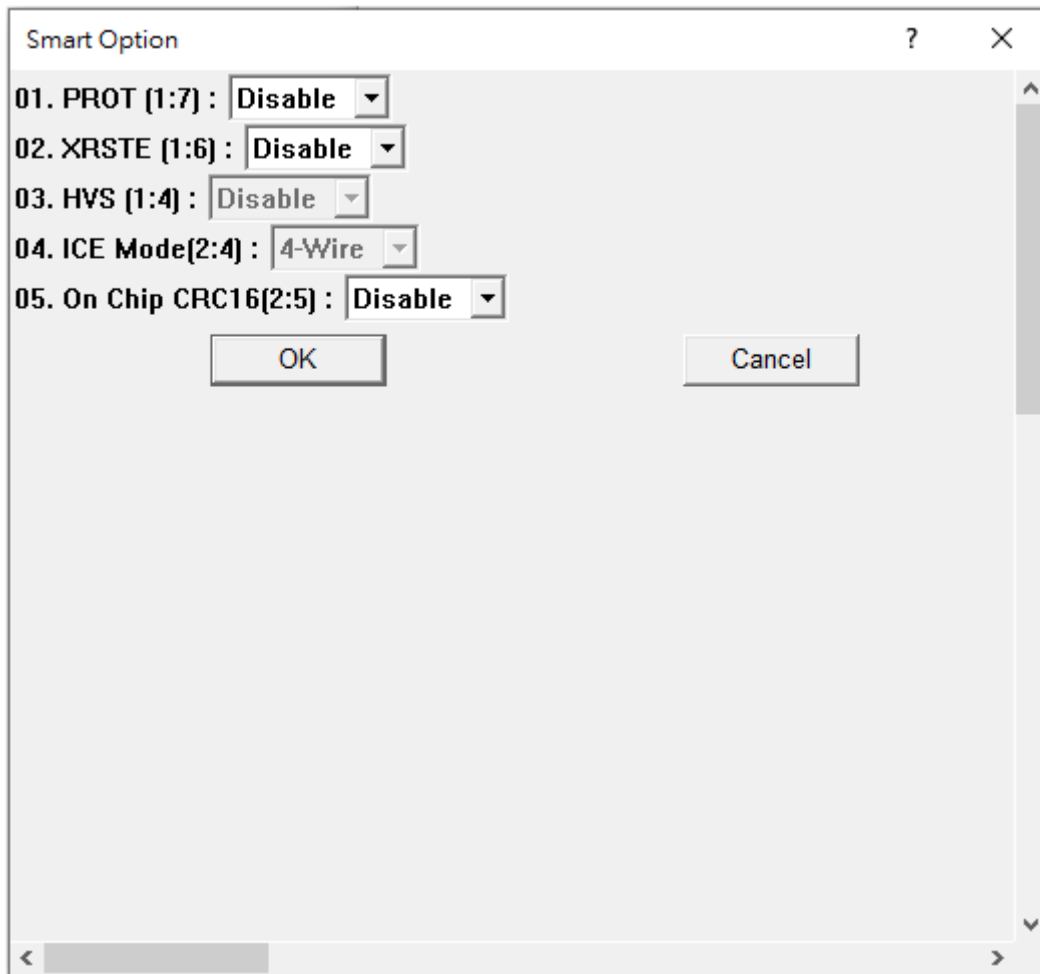 Smart Option
01. PROT (1:7) : Disable
02. XRSTE (1:6) : Disable
03. HVS (1:4) : Disable
04. ICE Mode(2:4) : 4-Wire
05. On Chip CRC16(2:5) : Disable
OK Cancel